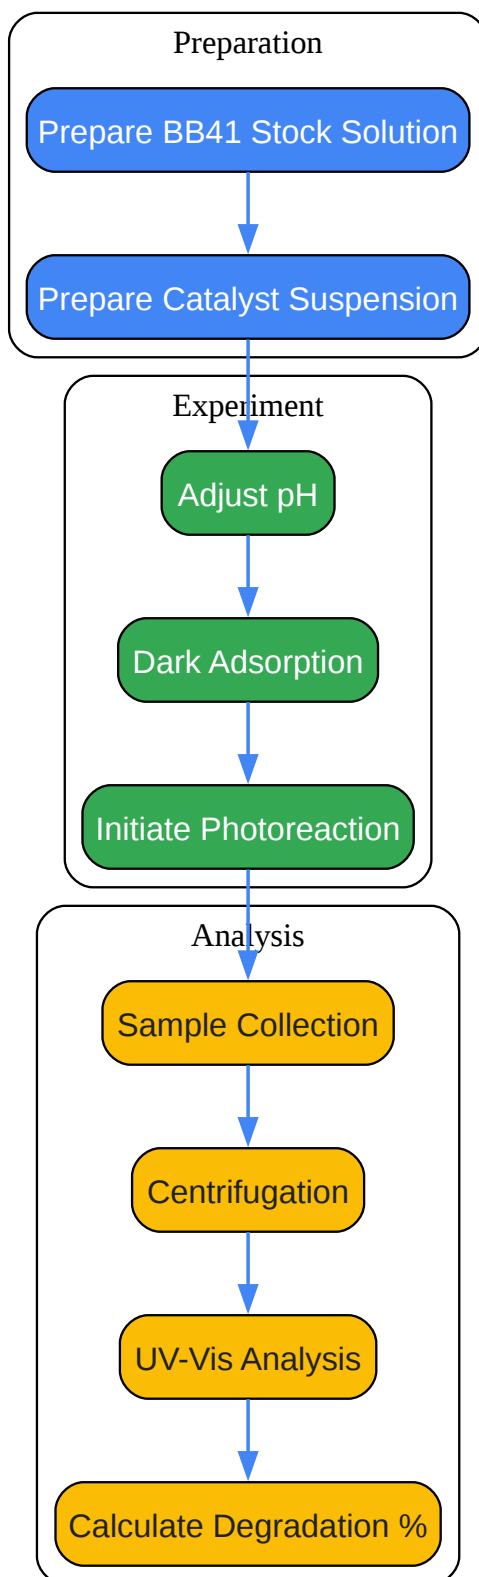 Preparation
Prepare BB41 Stock Solution
Prepare Catalyst Suspension
Experiment
Adjust pH
Dark Adsorption
Initiate Photoreaction
Analysis
Sample Collection
Centrifugation
UV-Vis Analysis
Calculate Degradation %